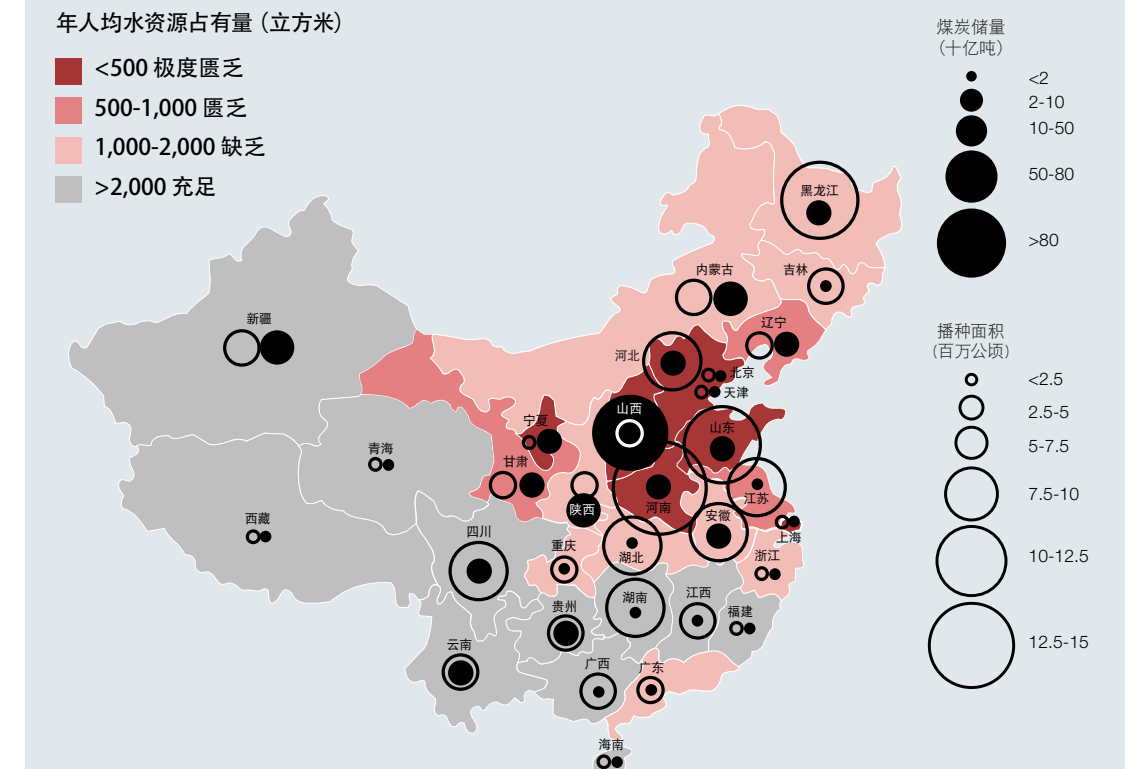 年人均水资源占有量（立方米）
<500 极度匮乏
500-1,000 匮乏
1,000-2,000 缺乏
>2,000 充足
煤炭储量
（十亿吨）
<2
2-10
10-50
50-80
>80
播种面积
（百万公顷）
<2.5
2.5-5
5-7.5
7.5-10
10-12.5
12.5-15
黑龙江
内蒙古
吉林
新疆
辽宁
河北
北京
天津
山西
宁夏
山东
青海
甘肃
江苏
陕西
河南
安徽
西藏
四川
上海
重庆
湖北
浙江
湖南
江西
贵州
福建
云南
广西
广东
海南